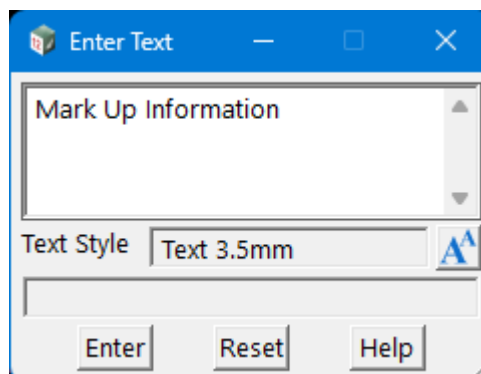 Enter Text
Mark Up Information
Text Style Text 3.5mm
Enter Reset Help